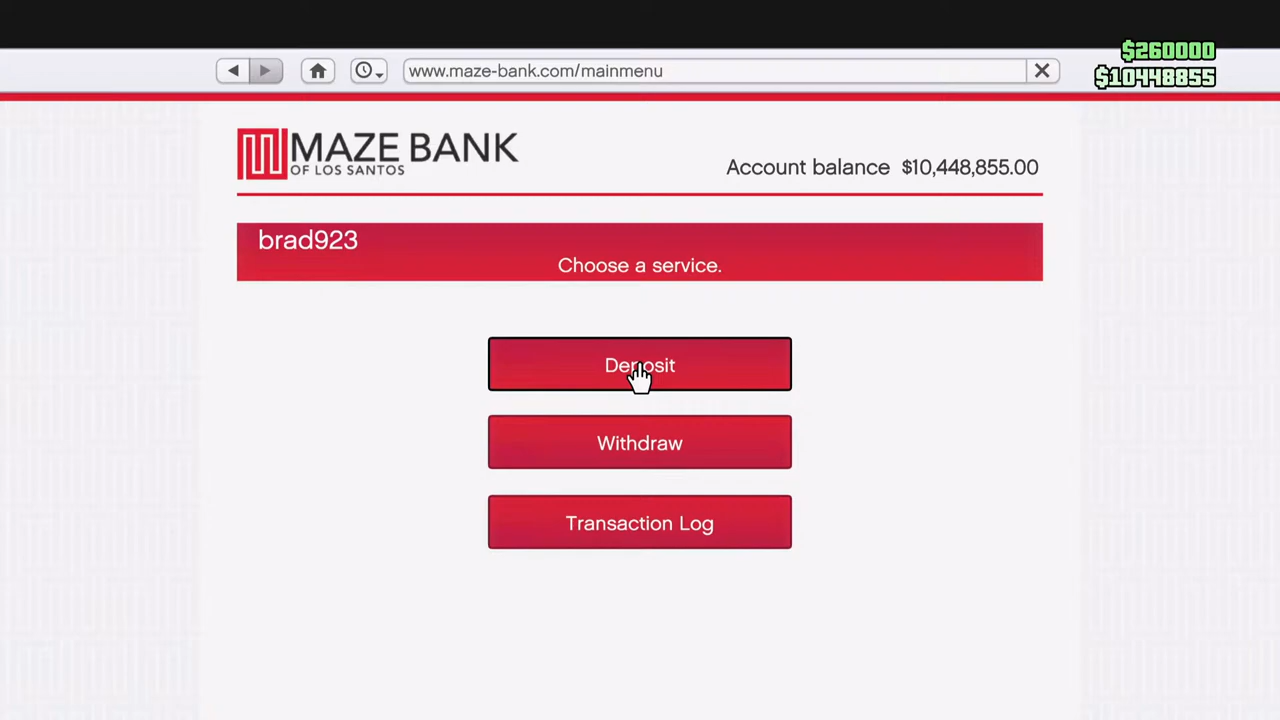 $260000
www.maze-bank.com/mainmenu
$10448855
MAZE BANK
OF LOS SANTOS
Account balance $10,448,855.00
brad923
Choose a service.
Deposit
Withdraw
Transaction Log